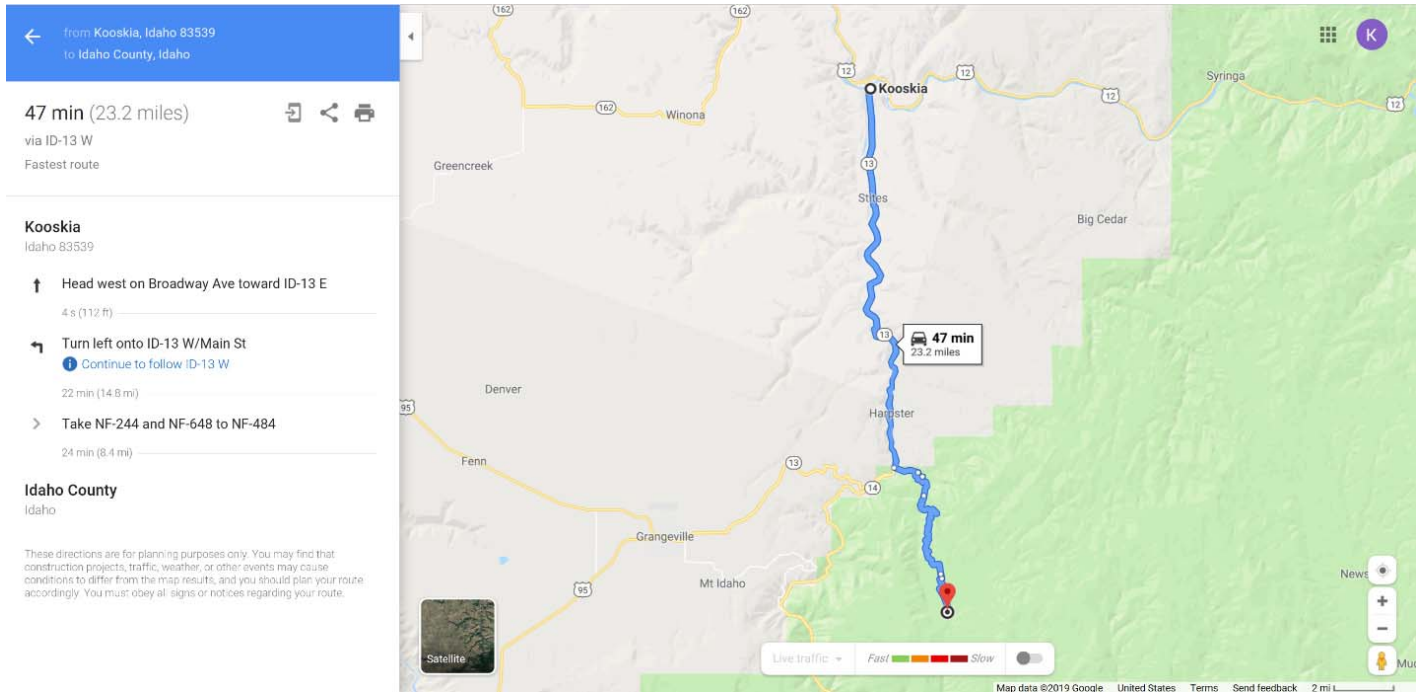 from Kooskia, Idaho 83539
to Idaho County, Idaho
47 min (23.2 miles)
via ID-13 W
Fastest route
Kooskia
Idaho 83539
Head west on Broadway Ave toward ID-13 E
4 s (112 ft)
Turn left onto ID-13 W/Main St
Continue to follow ID-13 W
22 min (14.8 mi)
Take NF-244 and NF-648 to NF-484
24 min (8.4 mi)
Idaho County
Idaho
These directions are for planning purposes only. You may find that
construction projects, traffic, weather, or other events may cause
conditions to differ from the map results, and you should plan your route
accordingly. You must obey all signs or notices regarding your route.
162
162
K
12
12
Syringa
Kooskia
12
12
162
Winona
Greencreek
13
Stites
Big Cedar
13
47 min
23.2 miles
Denver
95
Harpster
Fenn
13
14
Grangeville
Mt Idaho
95
News
Satellite
Live traffic
Fast
Slow
Mud
Map data ©2019 Google United States Terms Send feedback 2 mi